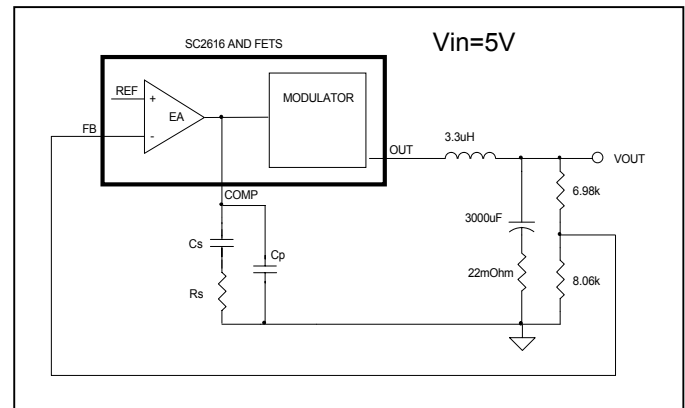 SC2616 AND FETS
Vin=5V
REF
+
EA
-
MODULATOR
FB
OUT
3.3uH
VOUT
6.98k
COMP
3000uF
Cs
Cp
22mOhm
8.06k
Rs